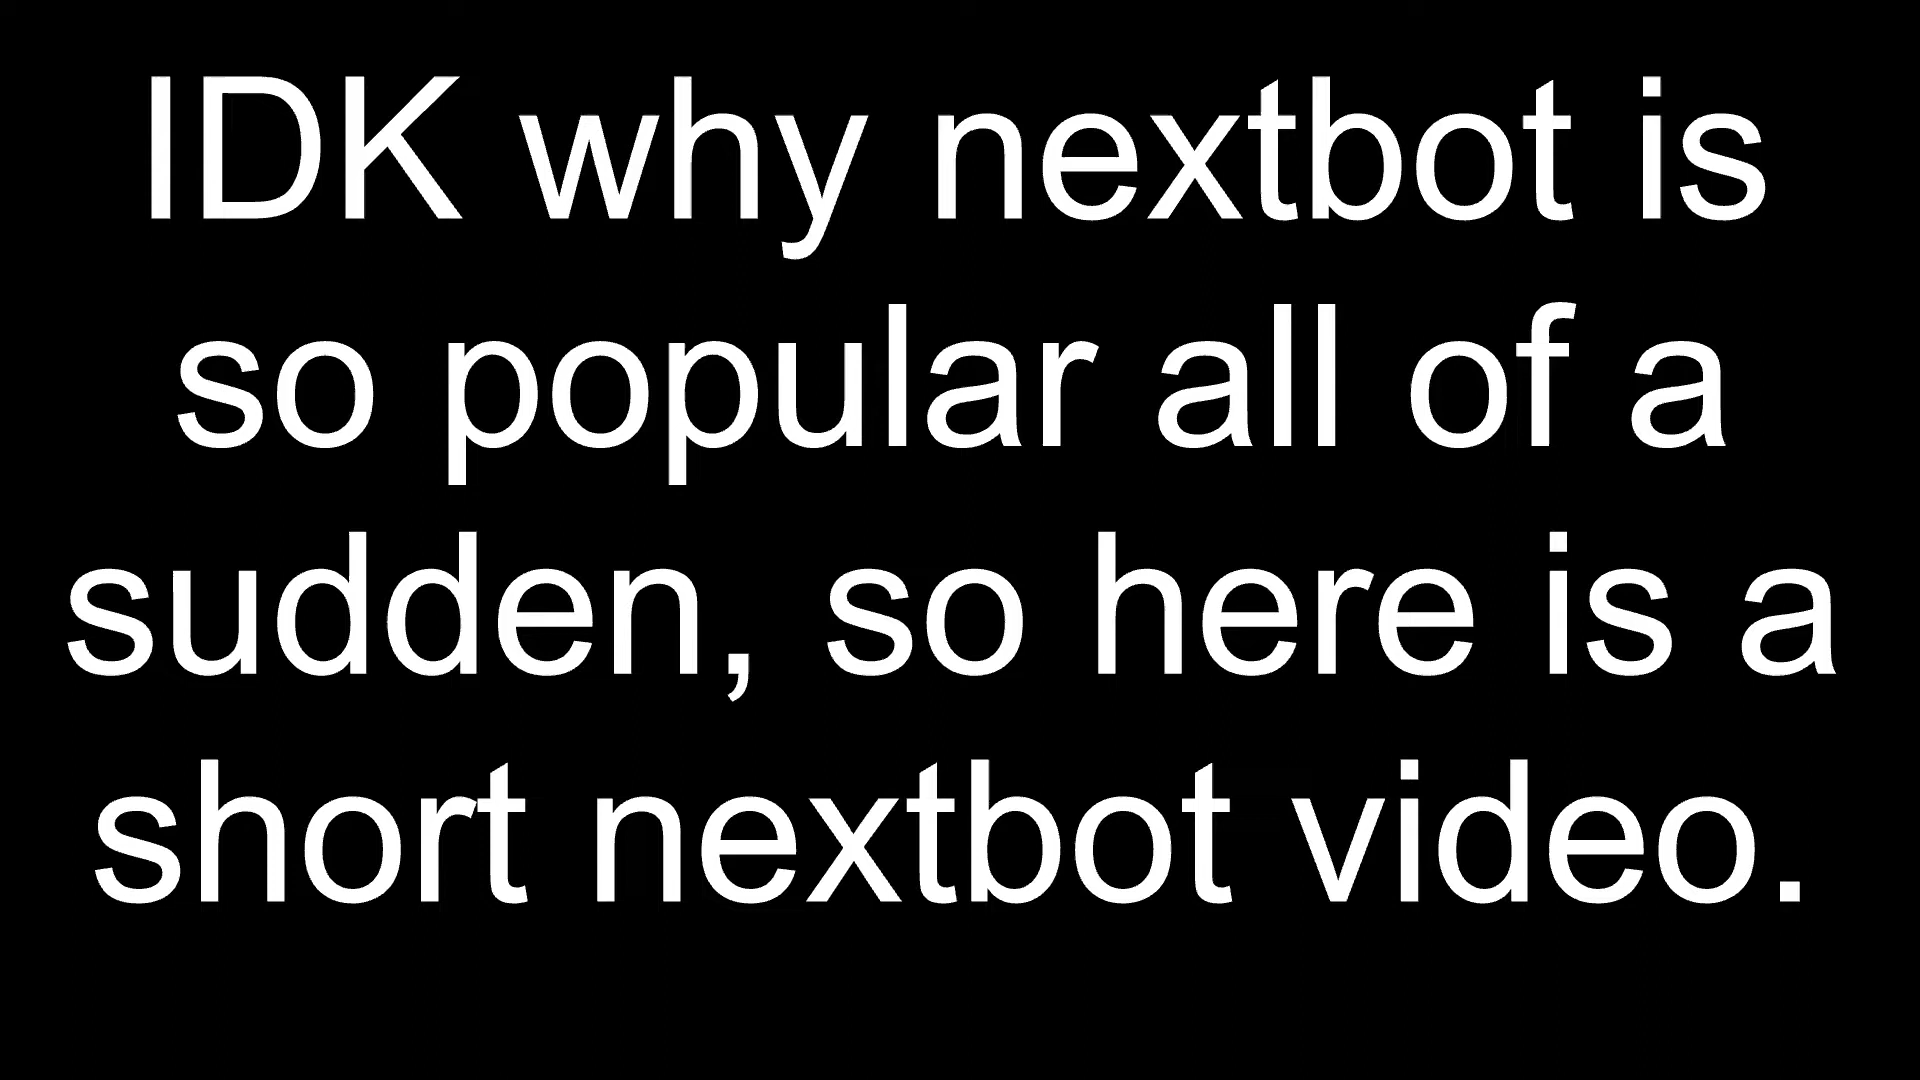 IDK why nextbot is
so popular all of a
sudden, so here is a
short nextbot video.